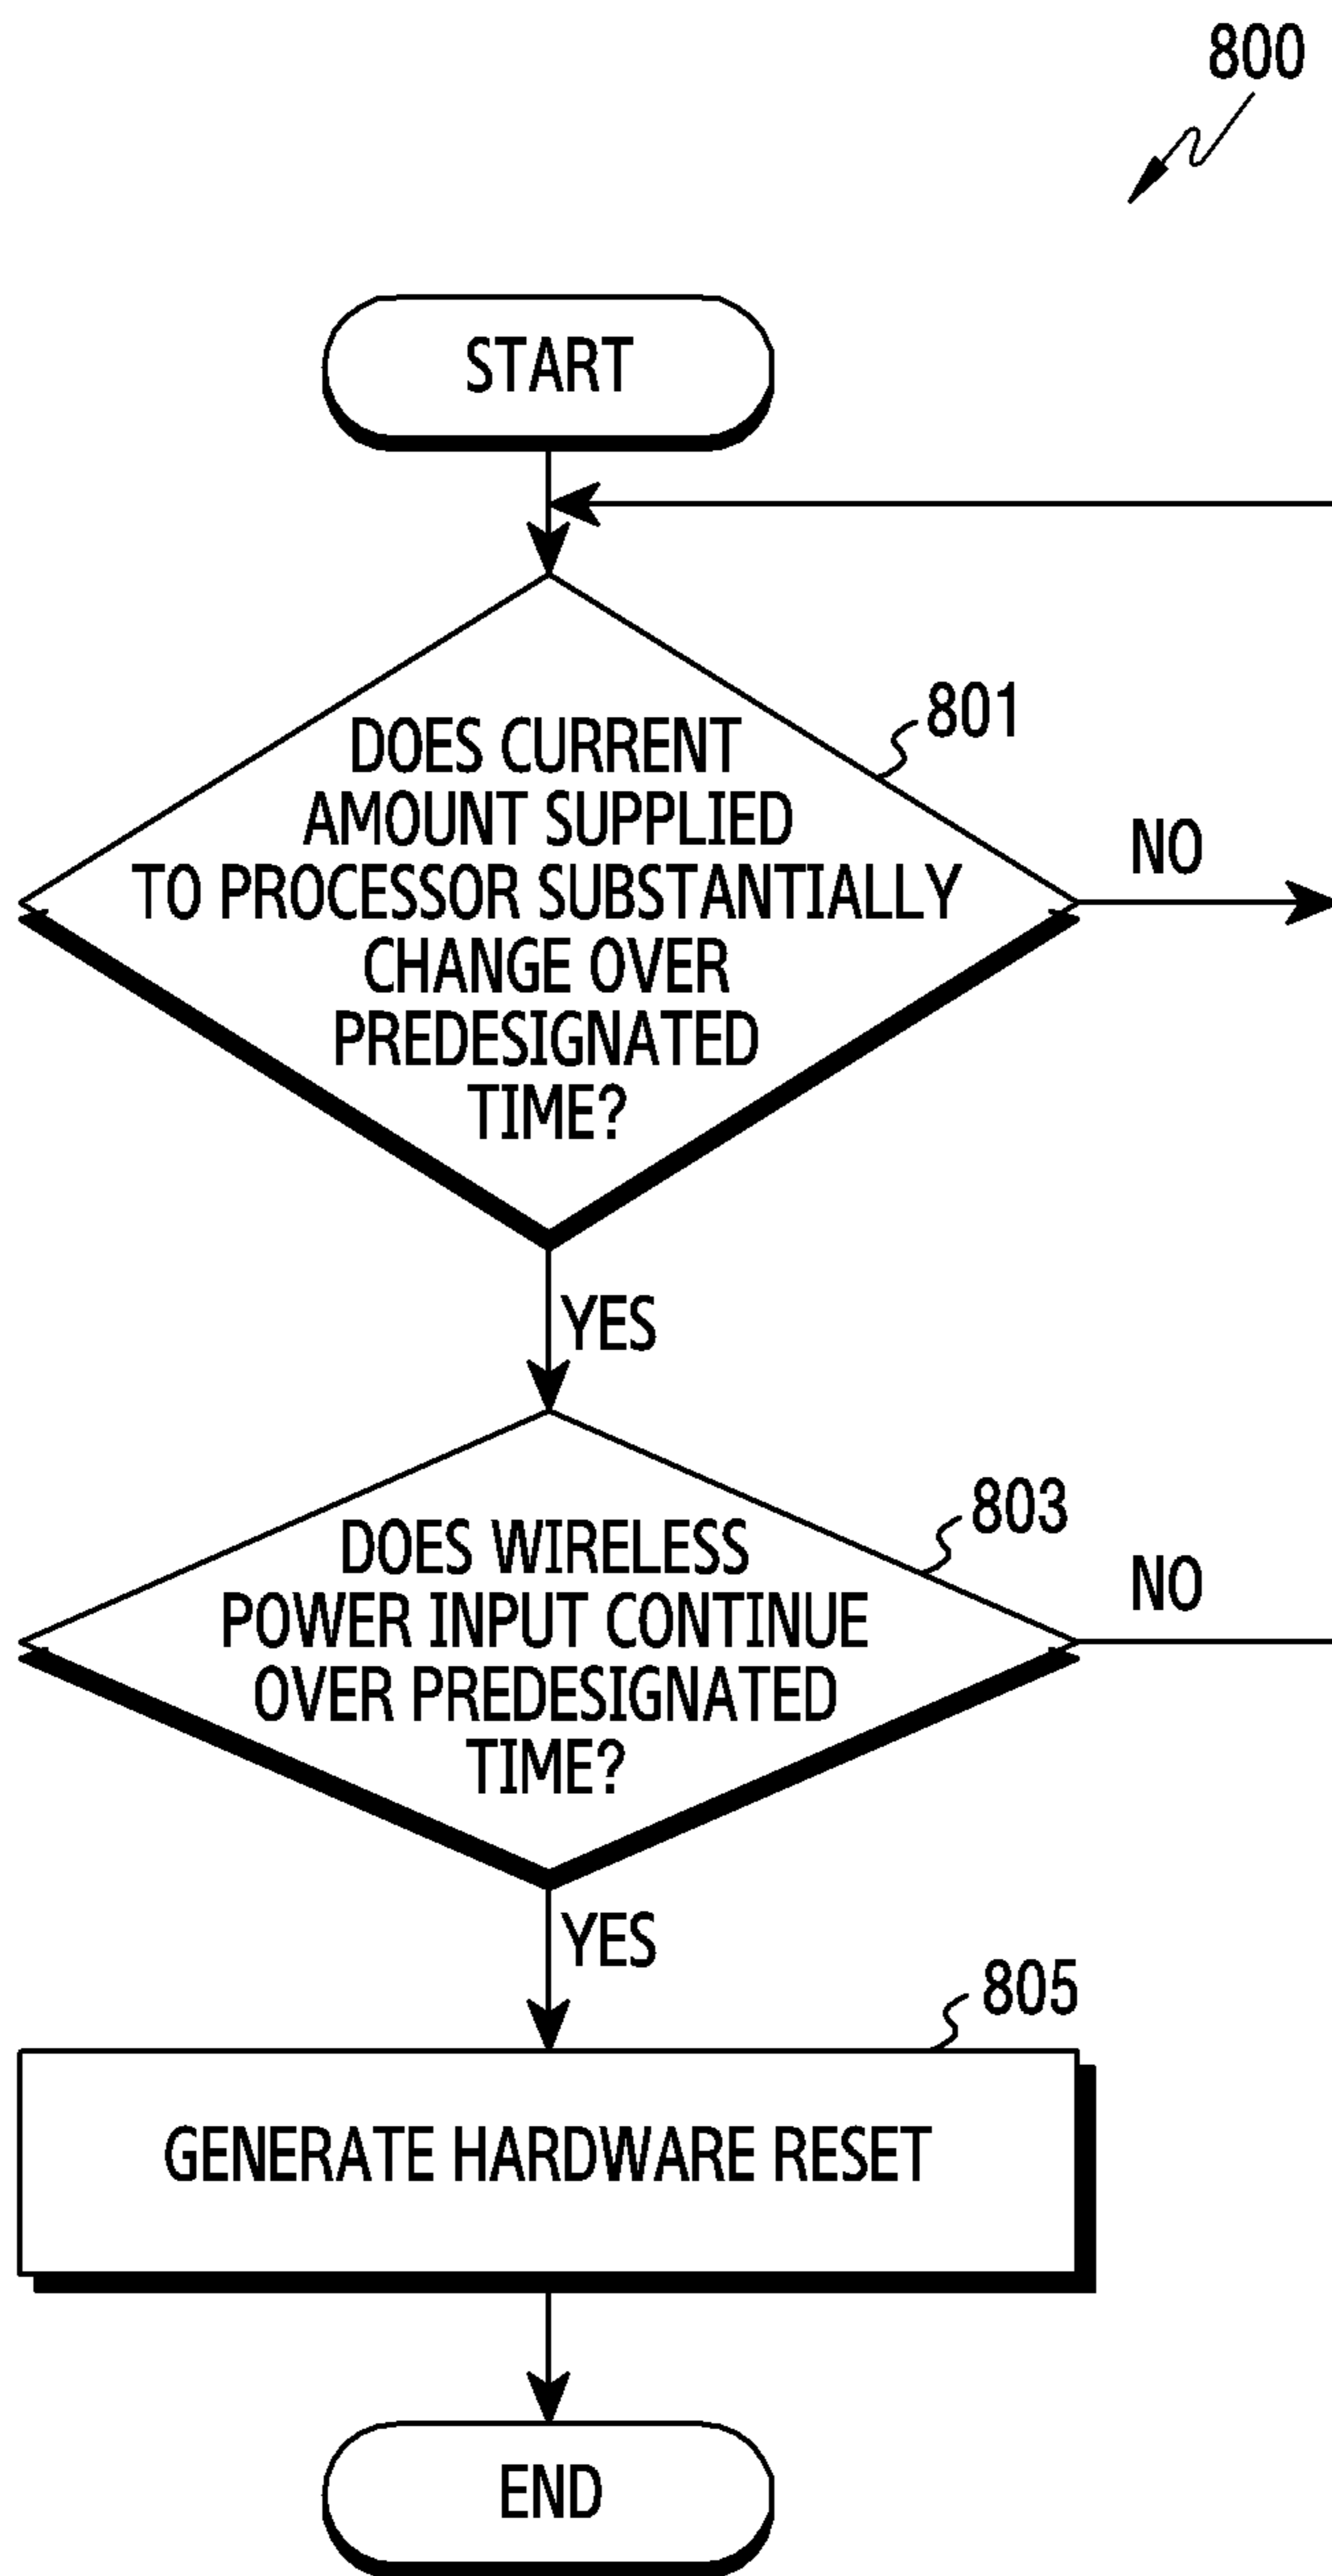 800
START
801
DOES CURRENT
AMOUNT SUPPLIED
TO PROCESSOR SUBSTANTIALLY
CHANGE OVER
PREDESIGNATED
TIME?
NO
YES
803
DOES WIRELESS
POWER INPUT CONTINUE
OVER PREDESIGNATED
TIME?
NO
YES
805
GENERATE HARDWARE RESET
END